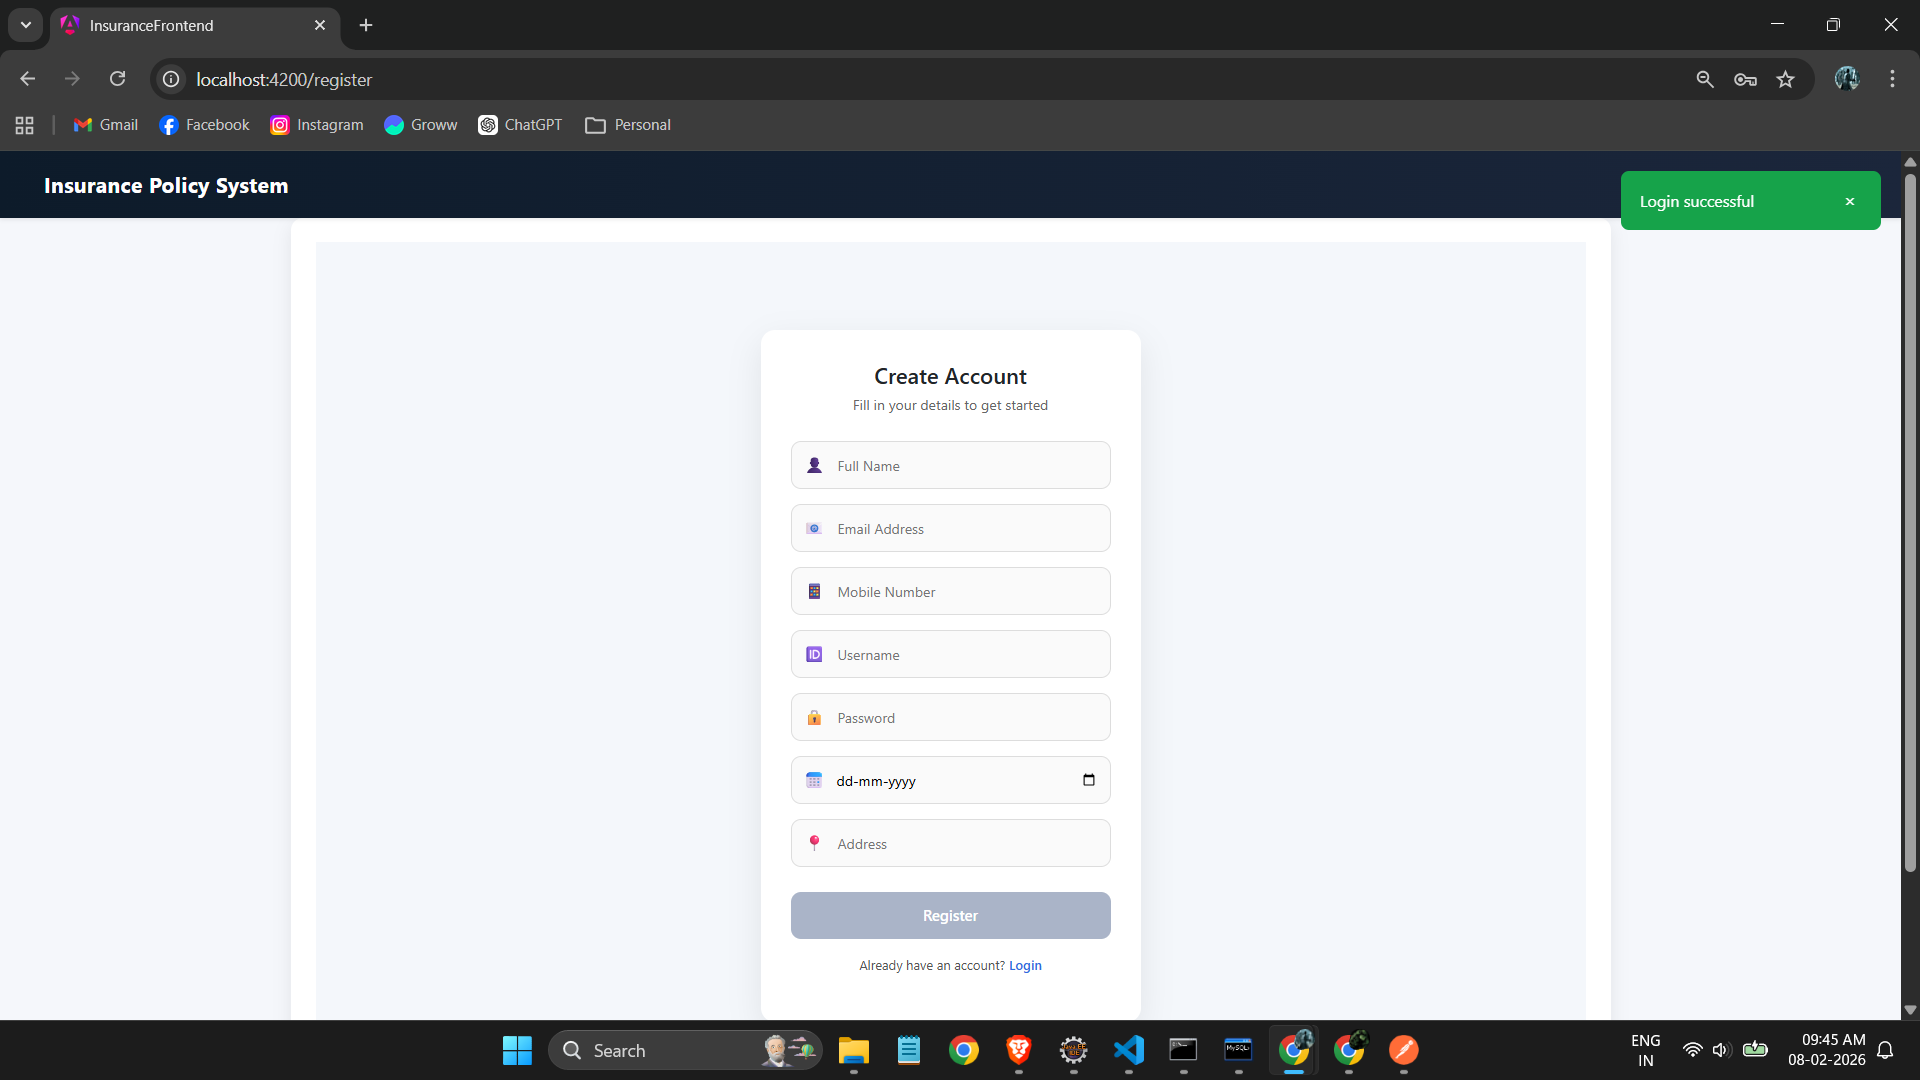 InsuranceFrontend
localhost:4200/register
Gmail Facebook Instagram Groww ChatGPT Personal
Insurance Policy System
Login successful ×
Create Account
Fill in your details to get started
Full Name
Email Address
Mobile Number
ID Username
Password
dd-mm-yyyy
Address
Register
Already have an account? Login
Search
MySQL
ENG
IN
09:45 AM
08-02-2026